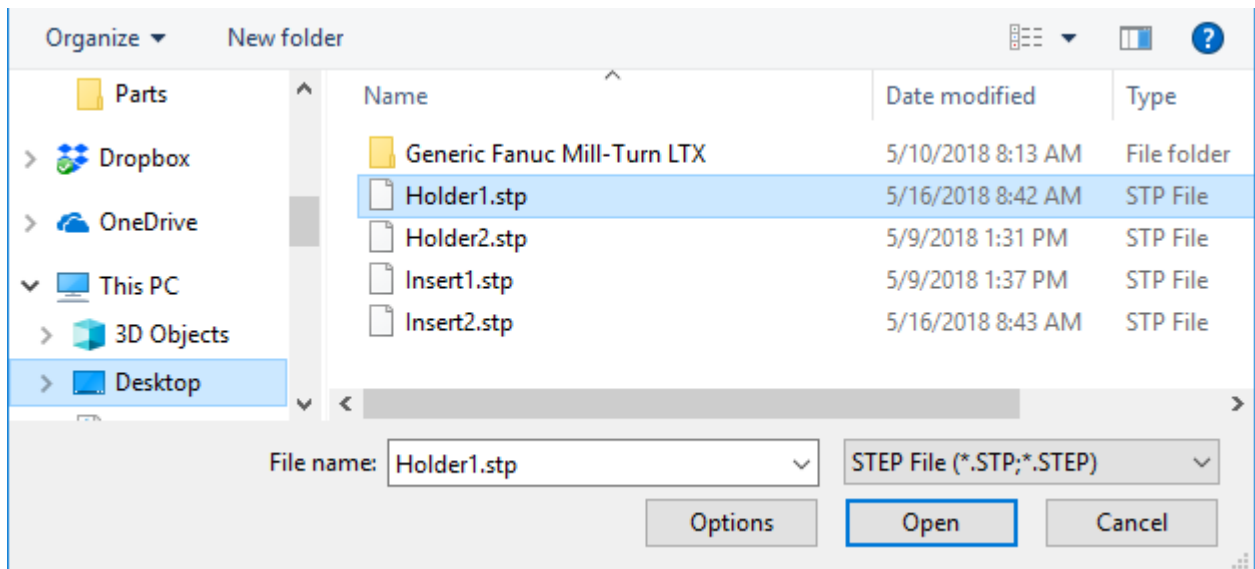 Organize New folder
Parts
Dropbox
OneDrive
This PC
3D Objects
Desktop
Name Date modified Type
Generic Fanuc Mill-Turn LTX 5/10/2018 8:13 AM File folder
Holder1.stp 5/16/2018 8:42 AM STP File
Holder2.stp 5/9/2018 1:31 PM STP File
Insert1.stp 5/9/2018 1:37 PM STP File
Insert2.stp 5/16/2018 8:43 AM STP File
File name: Holder1.stp STEP File (*.STP;*.STEP)
Options Open Cancel